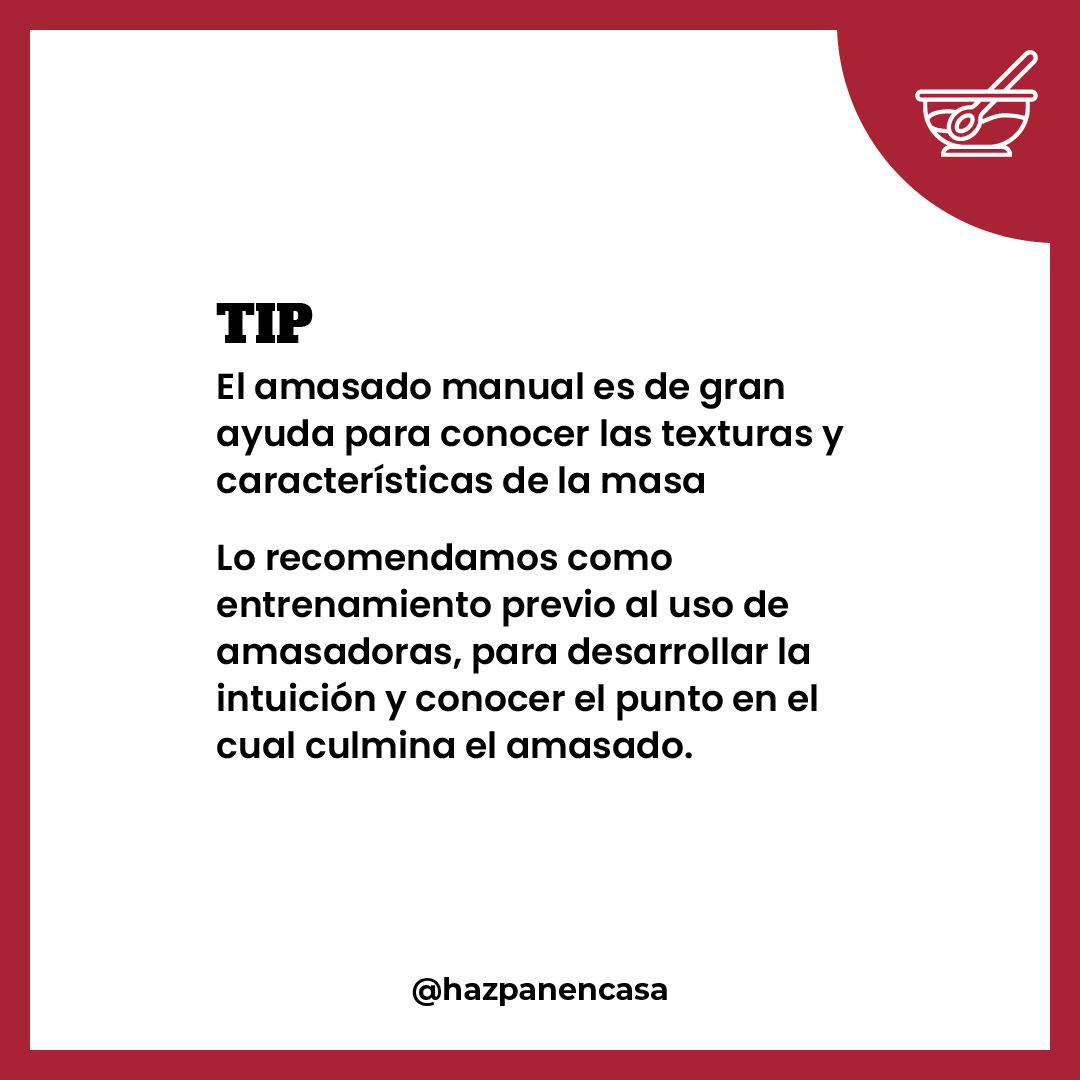 TIP
El amasado manual es de gran
ayuda para conocer las texturas y
características de la masa
Lo recomendamos como
entrenamiento previo al uso de
amasadoras, para desarrollar la
intuición y conocer el punto en el
cual culmina el amasado.
@hazpanencasa